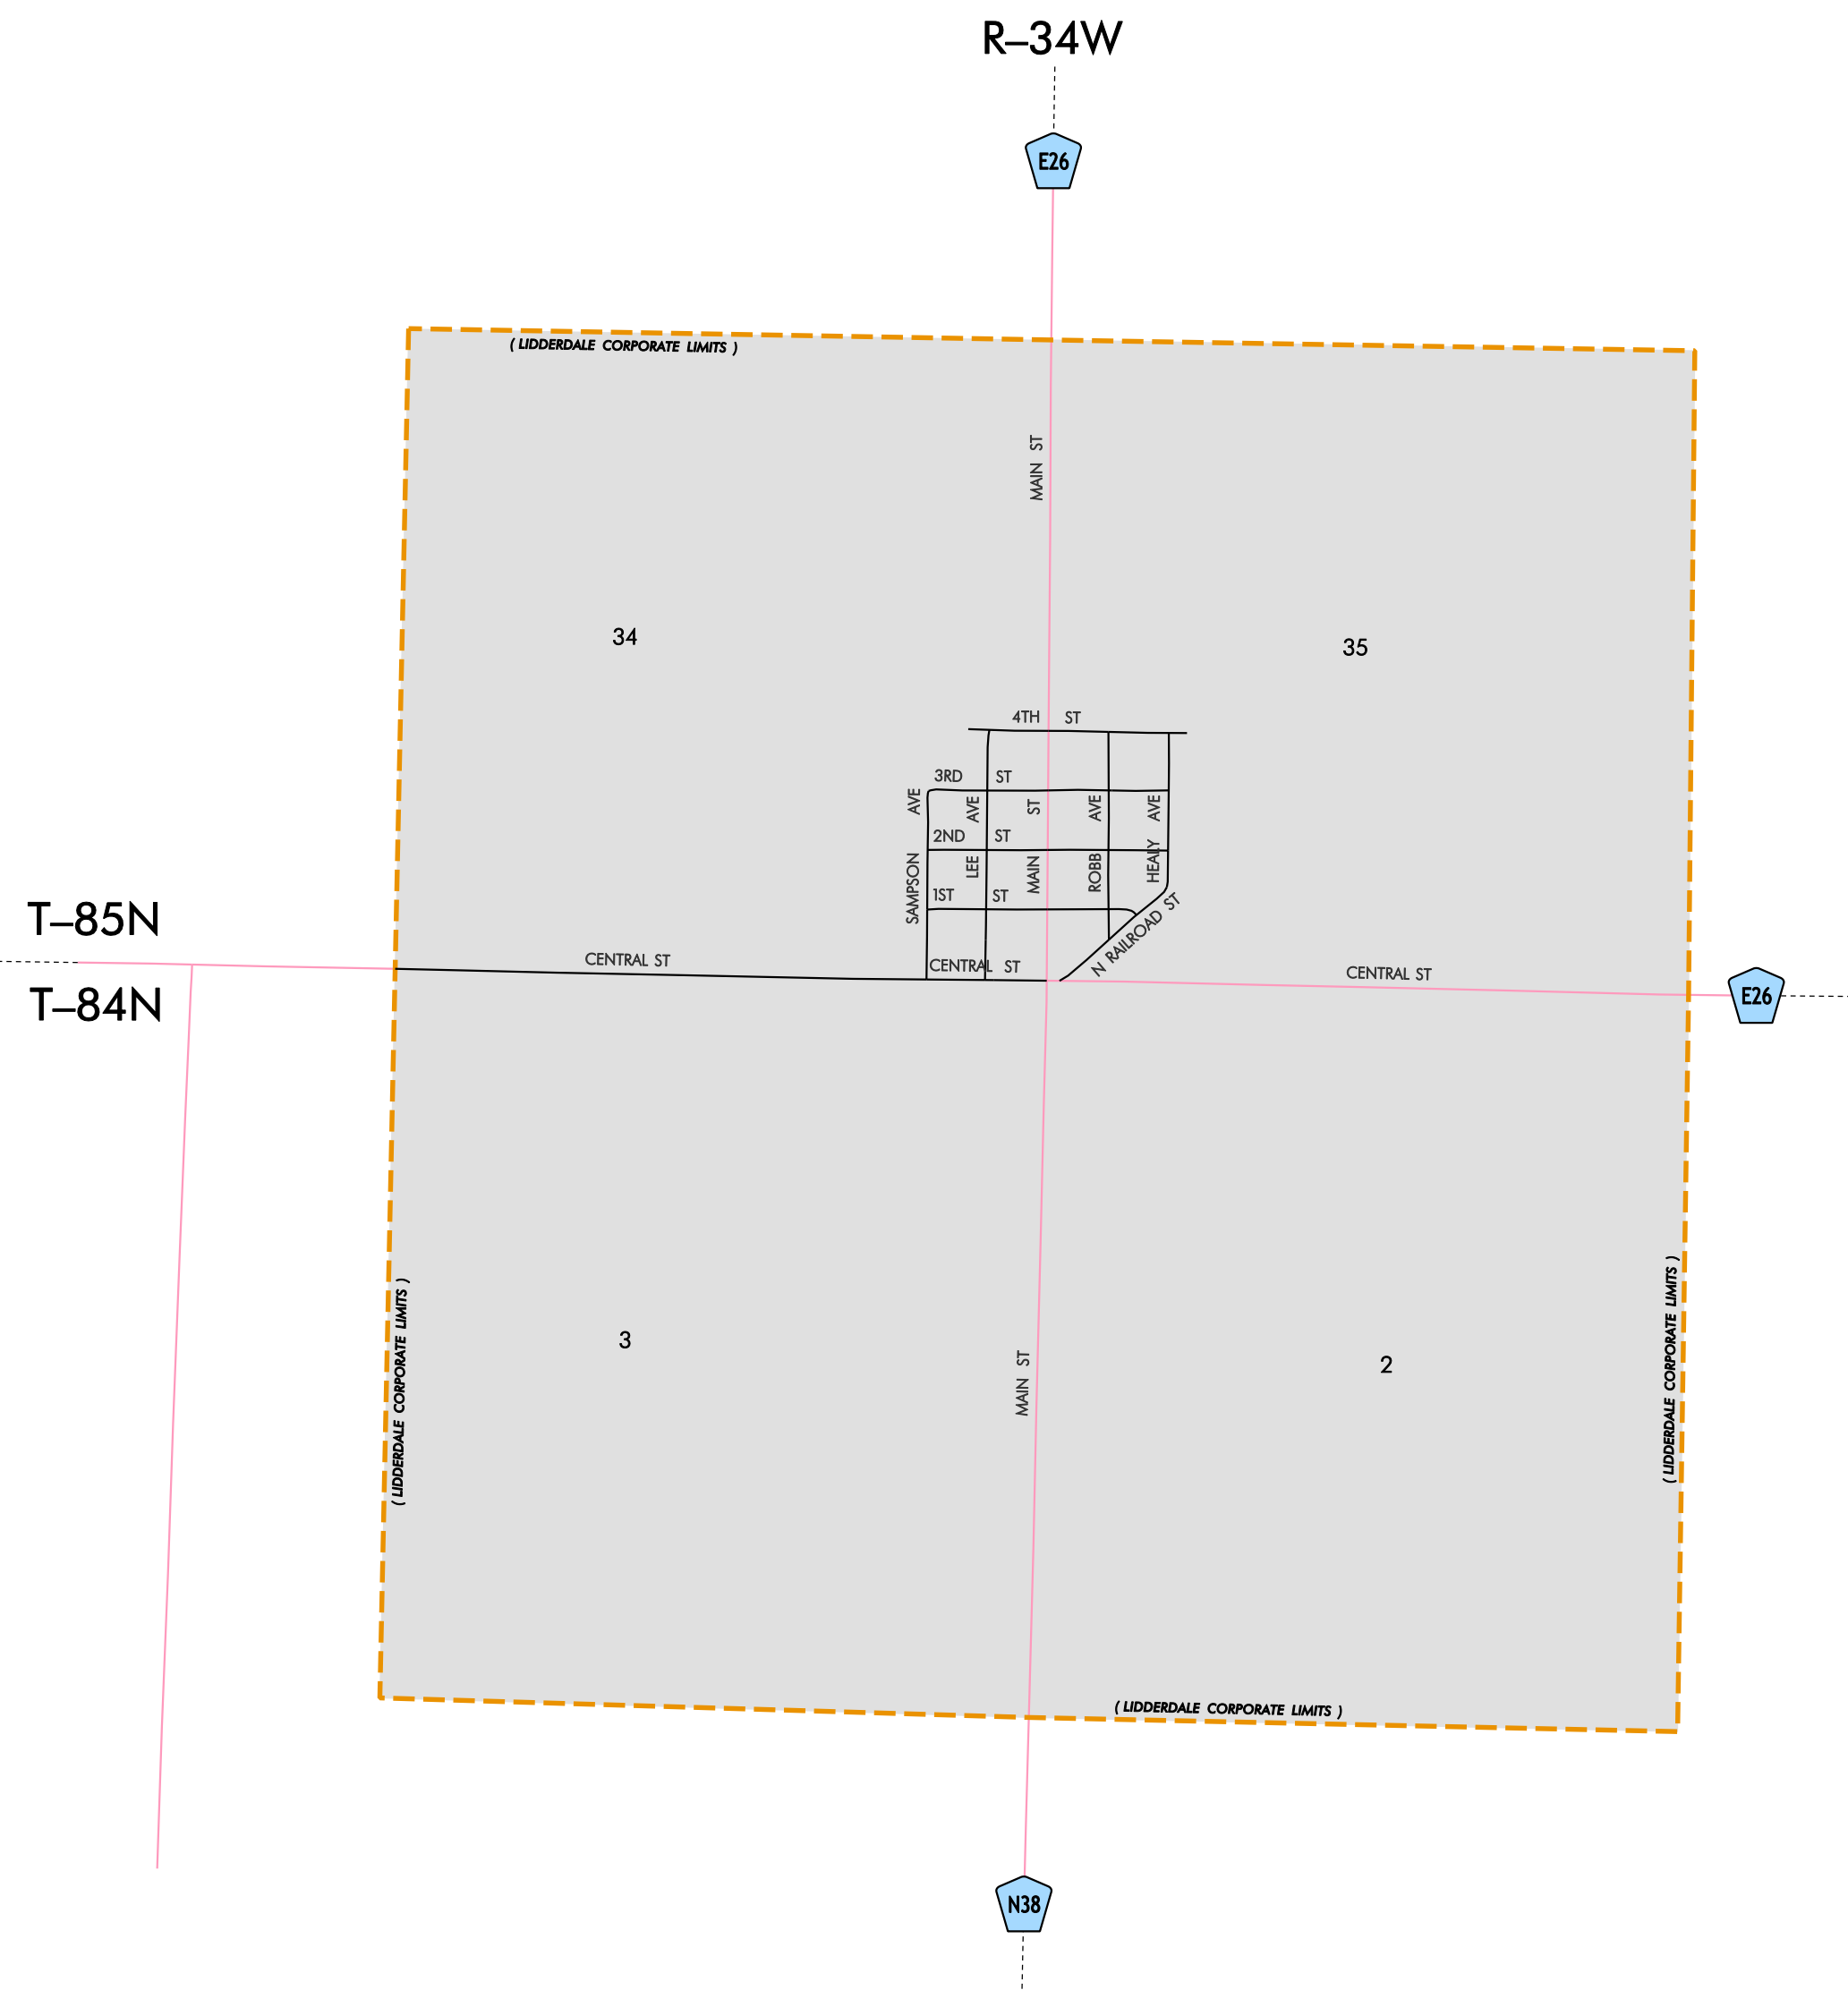 R–34W
E26
( LIDDERDALE CORPORATE LIMITS )
MAIN ST
34
35
4TH ST
3RD ST
SAMPSON AVE
LEE AVE
MAIN ST
ROBB AVE
HEALY AVE
2ND ST
1ST ST
N RAILROAD ST
T–85N
CENTRAL ST
CENTRAL ST
CENTRAL ST
E26
T–84N
( LIDDERDALE CORPORATE LIMITS )
( LIDDERDALE CORPORATE LIMITS )
3
2
MAIN ST
( LIDDERDALE CORPORATE LIMITS )
N38